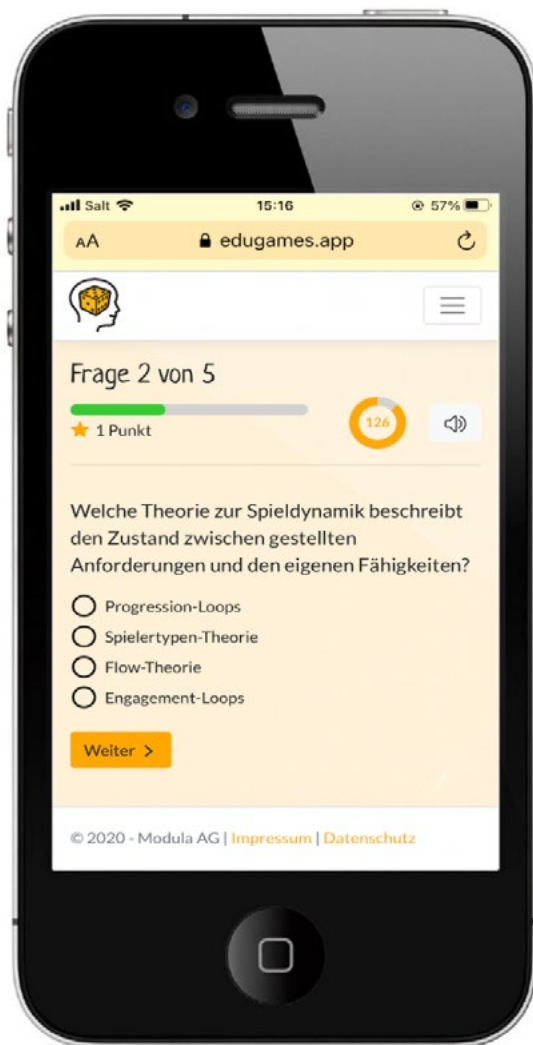 Salt 15:16 57%
AA edugames.app
Frage 2 von 5
1 Punkt 126
Welche Theorie zur Spieldynamik beschreibt
den Zustand zwischen gestellten
Anforderungen und den eigenen Fähigkeiten?
Progression-Loops
Spielertypen-Theorie
Flow-Theorie
Engagement-Loops
Weiter >
© 2020 - Modula AG | Impressum | Datenschutz